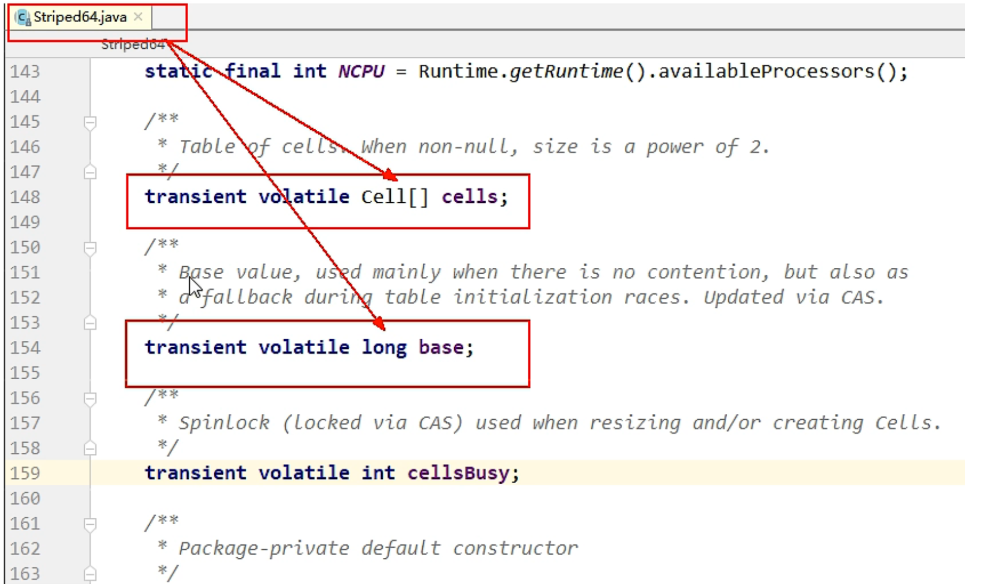 Striped64.java
Striped64
143 static final int NCPU = Runtime.getRuntime().availableProcessors();
144
145 /**
146 * Table of cells. When non-null, size is a power of 2.
147 */
148 transient volatile Cell[] cells;
149
150 /**
151 * Base value, used mainly when there is no contention, but also as
152 * a fallback during table initialization races. Updated via CAS.
153 */
154 transient volatile long base;
155
156 /**
157 * Spinlock (locked via CAS) used when resizing and/or creating Cells.
158 */
159 transient volatile int cellsBusy;
160
161 /**
162 * Package-private default constructor
163 */